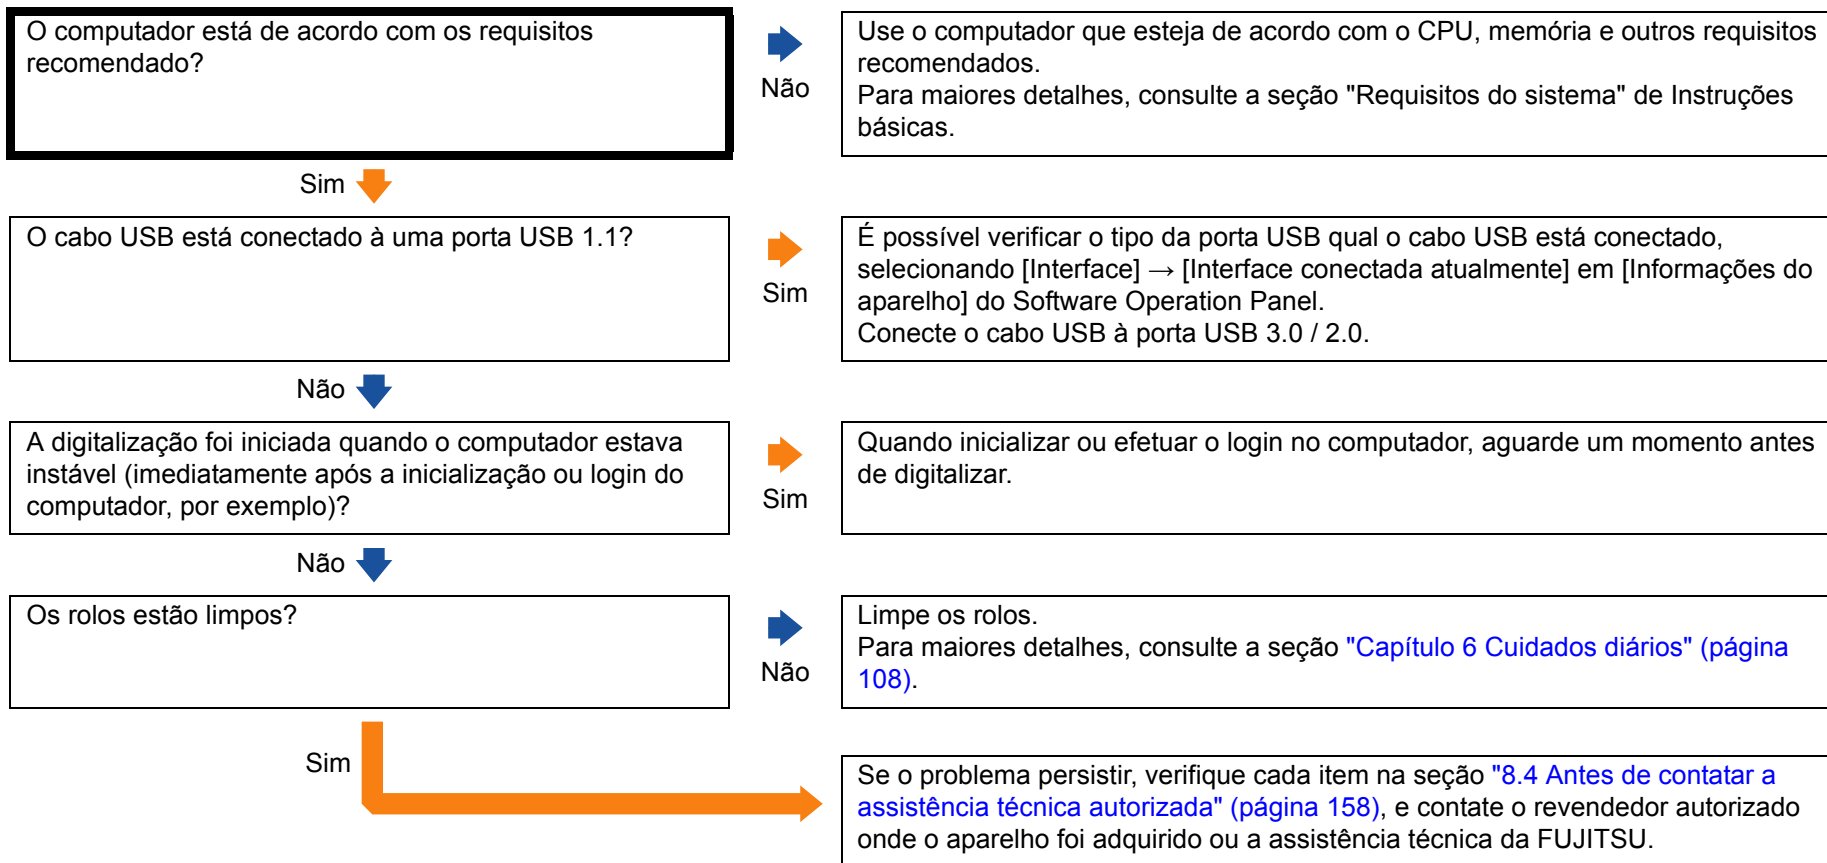 O computador está de acordo com os requisitos
recomendado?
Não
Use o computador que esteja de acordo com o CPU, memória e outros requisitos
recomendados.
Para maiores detalhes, consulte a seção "Requisitos do sistema" de Instruções
básicas.
Sim
O cabo USB está conectado à uma porta USB 1.1?
Sim
É possível verificar o tipo da porta USB qual o cabo USB está conectado,
selecionando [Interface] → [Interface conectada atualmente] em [Informações do
aparelho] do Software Operation Panel.
Conecte o cabo USB à porta USB 3.0 / 2.0.
Não
A digitalização foi iniciada quando o computador estava
instável (imediatamente após a inicialização ou login do
computador, por exemplo)?
Sim
Quando inicializar ou efetuar o login no computador, aguarde um momento antes
de digitalizar.
Não
Os rolos estão limpos?
Não
Limpe os rolos.
Para maiores detalhes, consulte a seção "Capítulo 6 Cuidados diários" (página
108).
Sim
Se o problema persistir, verifique cada item na seção "8.4 Antes de contatar a
assistência técnica autorizada" (página 158), e contate o revendedor autorizado
onde o aparelho foi adquirido ou a assistência técnica da FUJITSU.